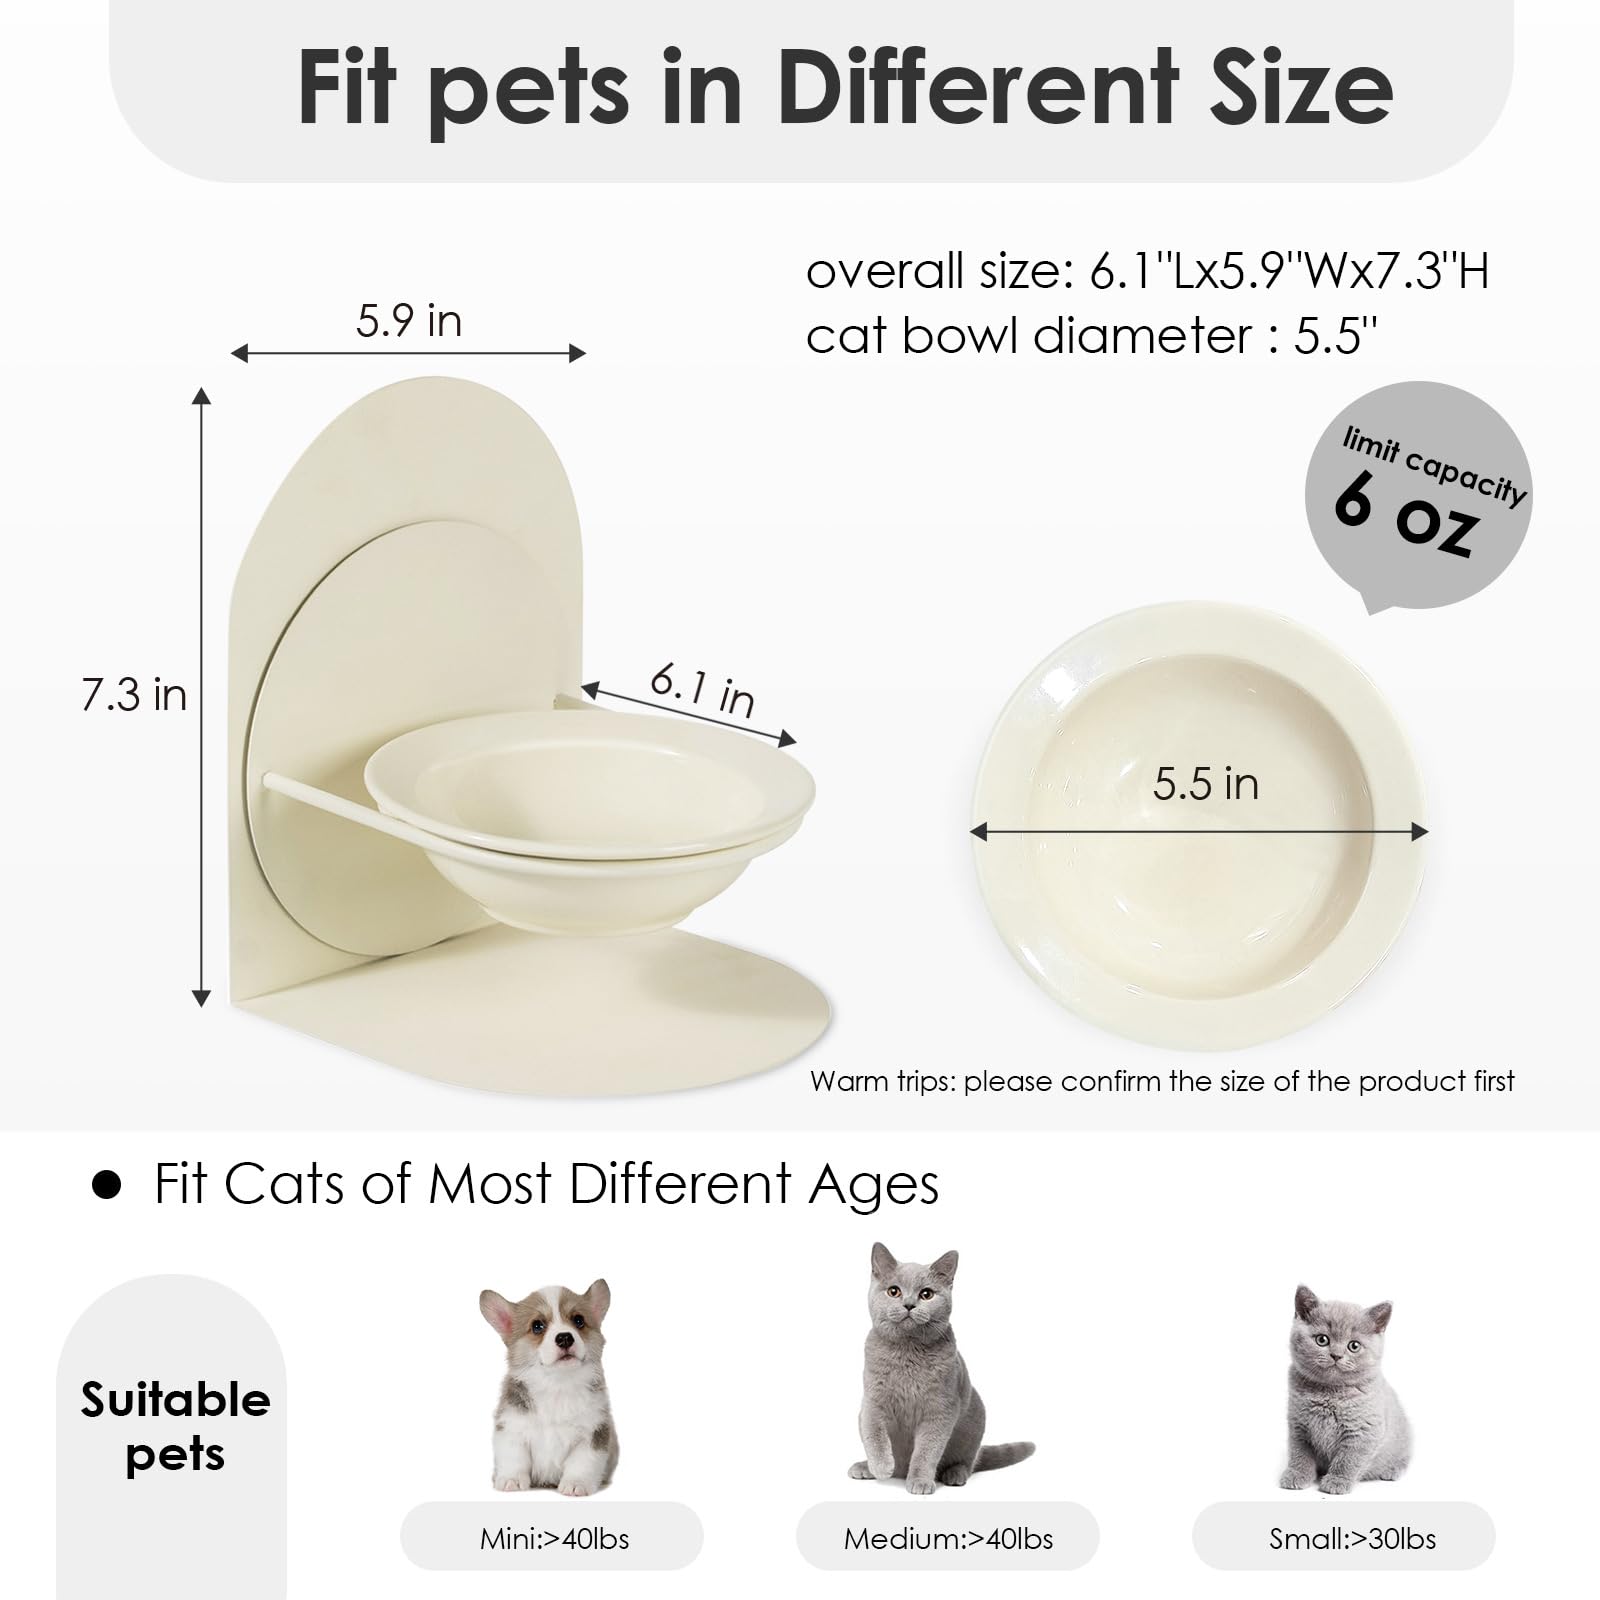 Fit pets in Different Size
overall size: 6.1"Lx5.9"Wx7.3"H
cat bowl diameter : 5.5"
5.9 in
limit capacity
6 oz
7.3 in
6.1 in
5.5 in
Warm trips: please confirm the size of the product first
● Fit Cats of Most Different Ages
Suitable
pets
Mini:>40lbs
Medium:>40lbs
Small:>30lbs